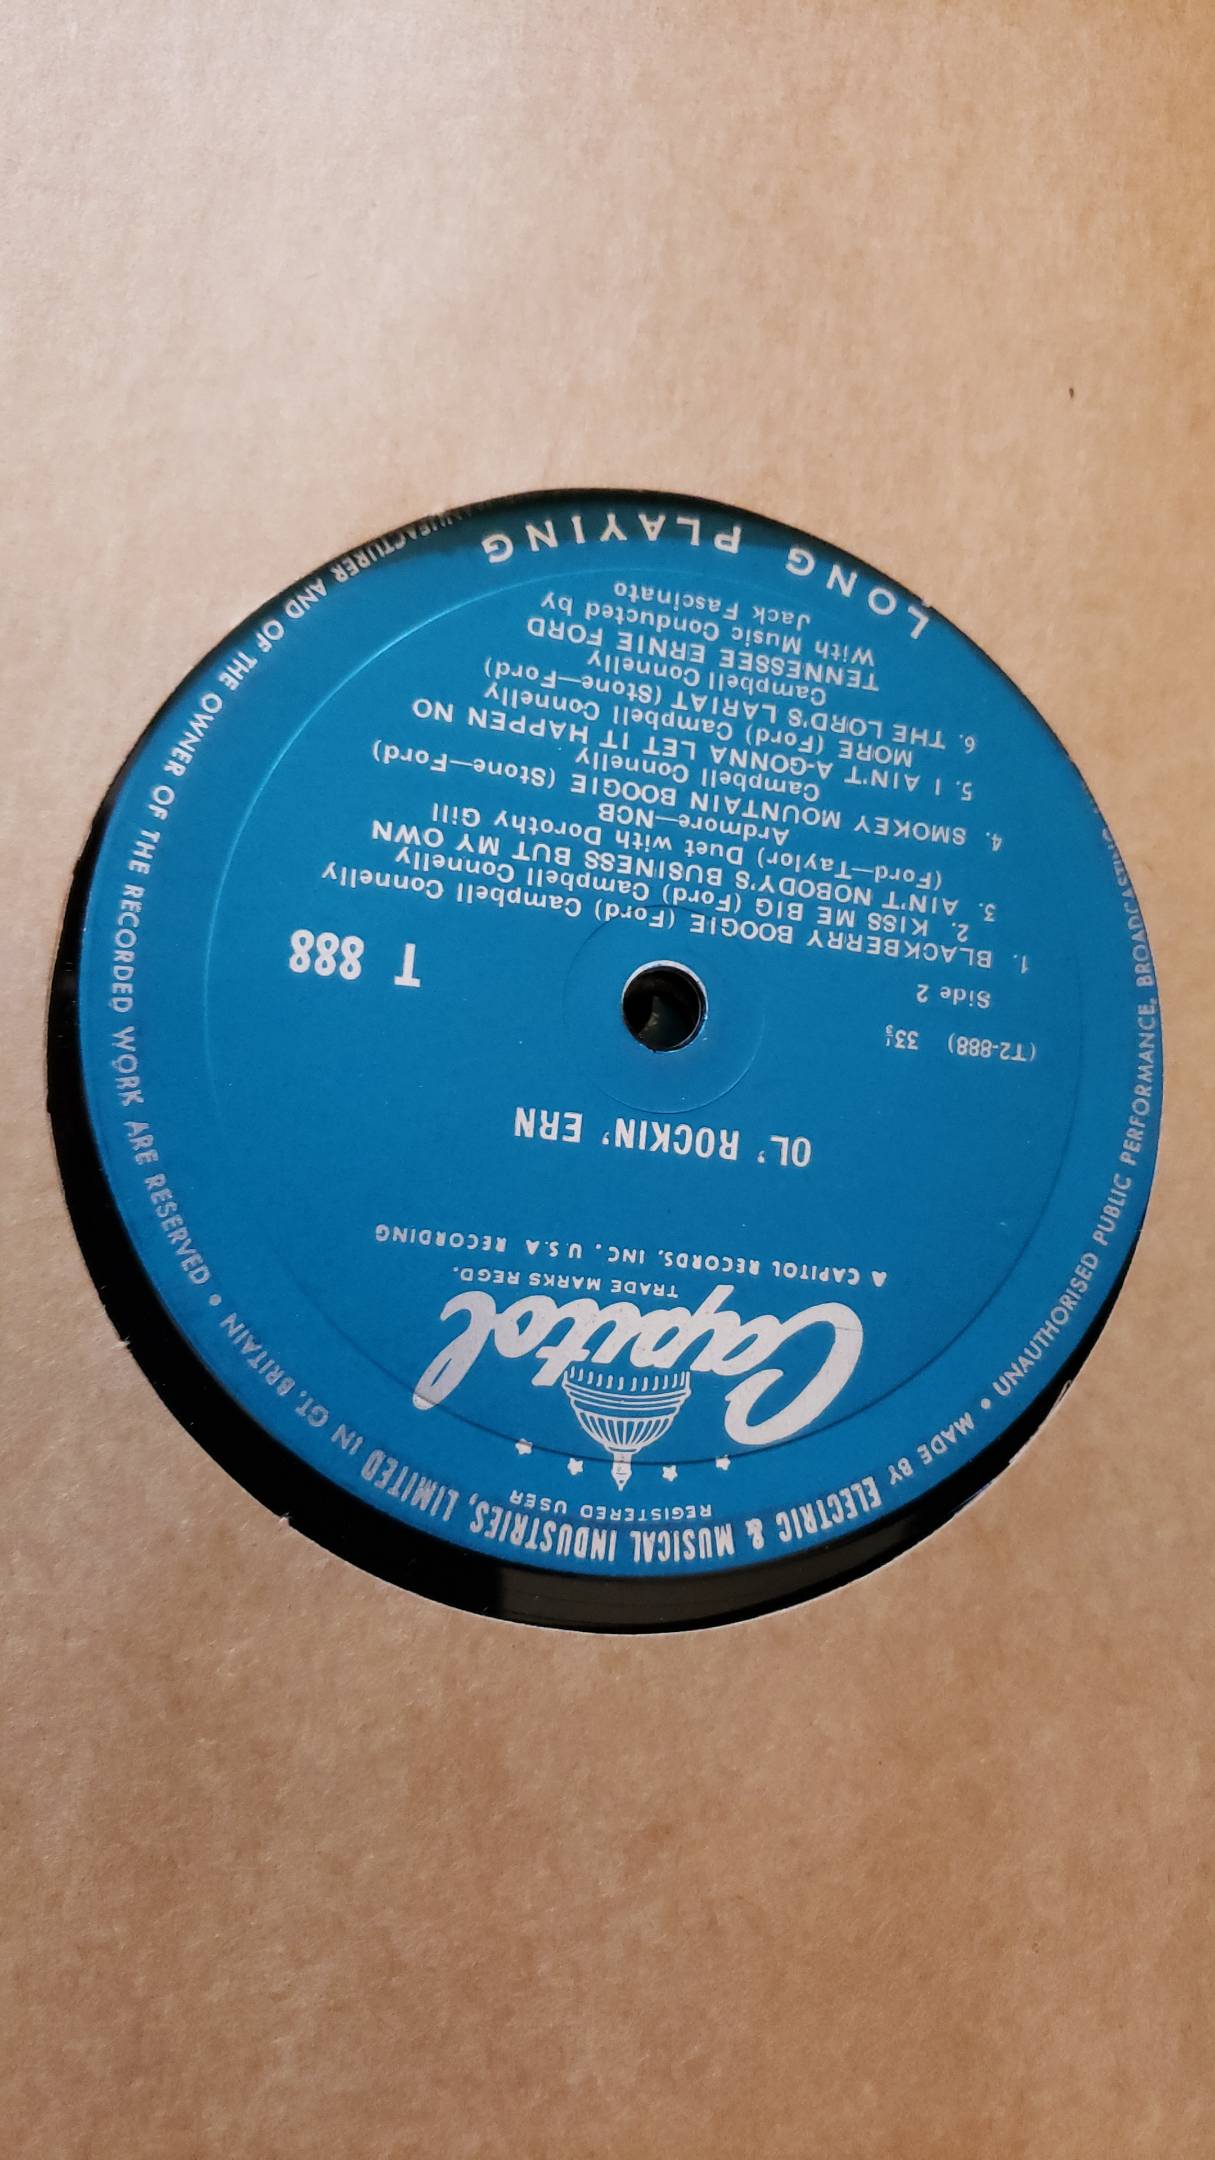 REGISTERED USER
Capitol
TRADE MARKS REGD.
A CAPITOL RECORDS, INC., U.S.A RECORDING
OL' ROCKIN' ERN
(T2-888) 33⅓
Side 2
T 888
1. BLACKBERRY BOOGIE (Ford) Campbell Connelly
2. KISS ME BIG (Ford) Campbell Connelly
3. AIN'T NOBODY'S BUSINESS BUT MY OWN
(Ford—Taylor) Duet with Dorothy Gill
Ardmore—NCB
4. SMOKEY MOUNTAIN BOOGIE (Stone—Ford)
Campbell Connelly
5. I AIN'T A-GONNA LET IT HAPPEN NO
MORE (Ford) Campbell Connelly
6. THE LORD'S LARIAT (Stone—Ford)
Campbell Connelly
TENNESSEE ERNIE FORD
With Music Conducted by
Jack Fascinato
LONG PLAYING
MANUFACTURER AND OF THE OWNER OF THE RECORDED WORK ARE RESERVED • MADE BY ELECTRIC & MUSICAL INDUSTRIES, LIMITED IN GT. BRITAIN • UNAUTHORISED PUBLIC PERFORMANCE, BROADCASTING